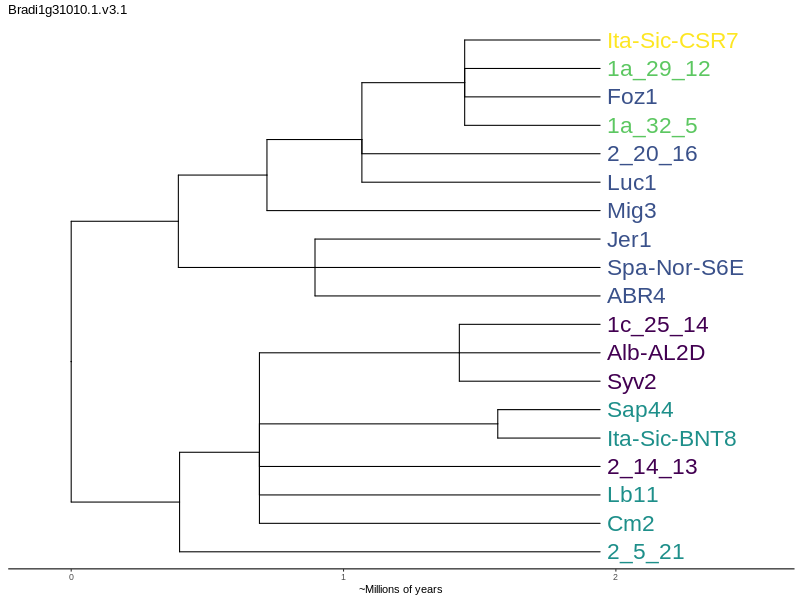 Bradi1g31010.1.v3.1
Ita-Sic-CSR7
1a_29_12
Foz1
1a_32_5
2_20_16
Luc1
Mig3
Jer1
Spa-Nor-S6E
ABR4
1c_25_14
Alb-AL2D
Syv2
Sap44
Ita-Sic-BNT8
2_14_13
Lb11
Cm2
2_5_21
0 1 2
~Millions of years